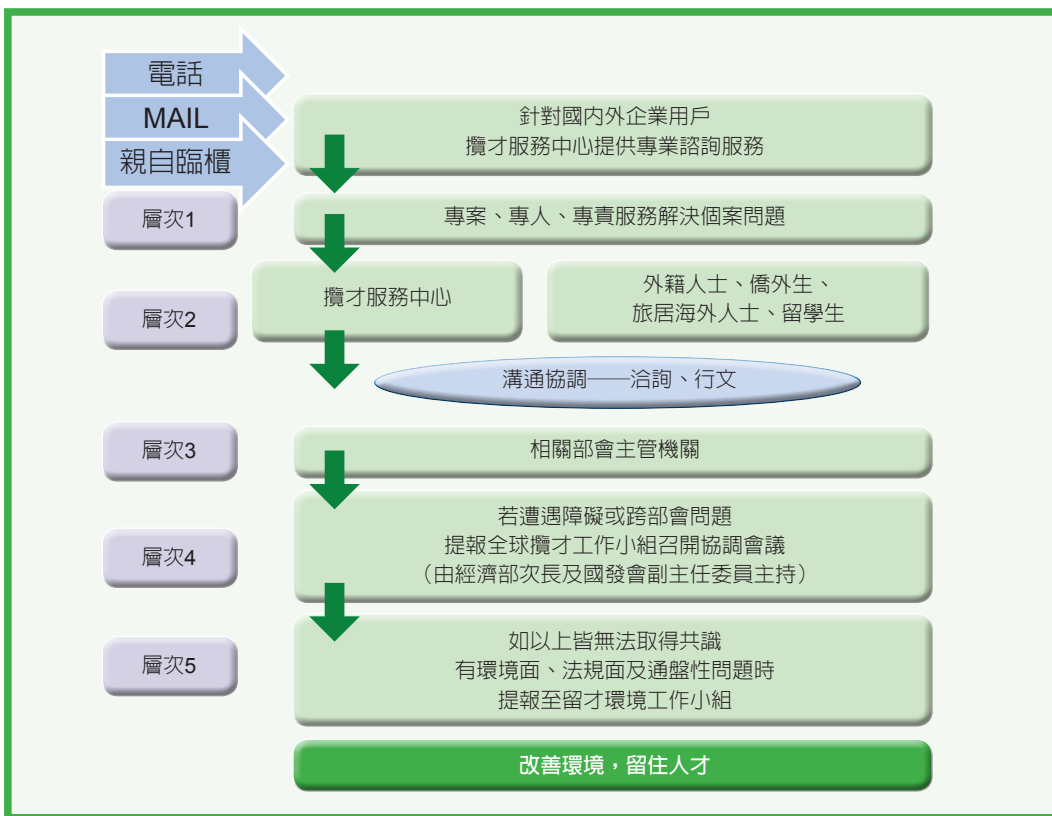 電話
MAIL
親自臨櫃
針對國內外企業用戶
攬才服務中心提供專業諮詢服務
層次1
專案、專人、專責服務解決個案問題
層次2
攬才服務中心
外籍人士、僑外生、
旅居海外人士、留學生
溝通協調──洽詢、行文
層次3
相關部會主管機關
層次4
若遭遇障礙或跨部會問題
提報全球攬才工作小組召開協調會議
（由經濟部次長及國發會副主任委員主持）
層次5
如以上皆無法取得共識
有環境面、法規面及通盤性問題時
提報至留才環境工作小組
改善環境，留住人才